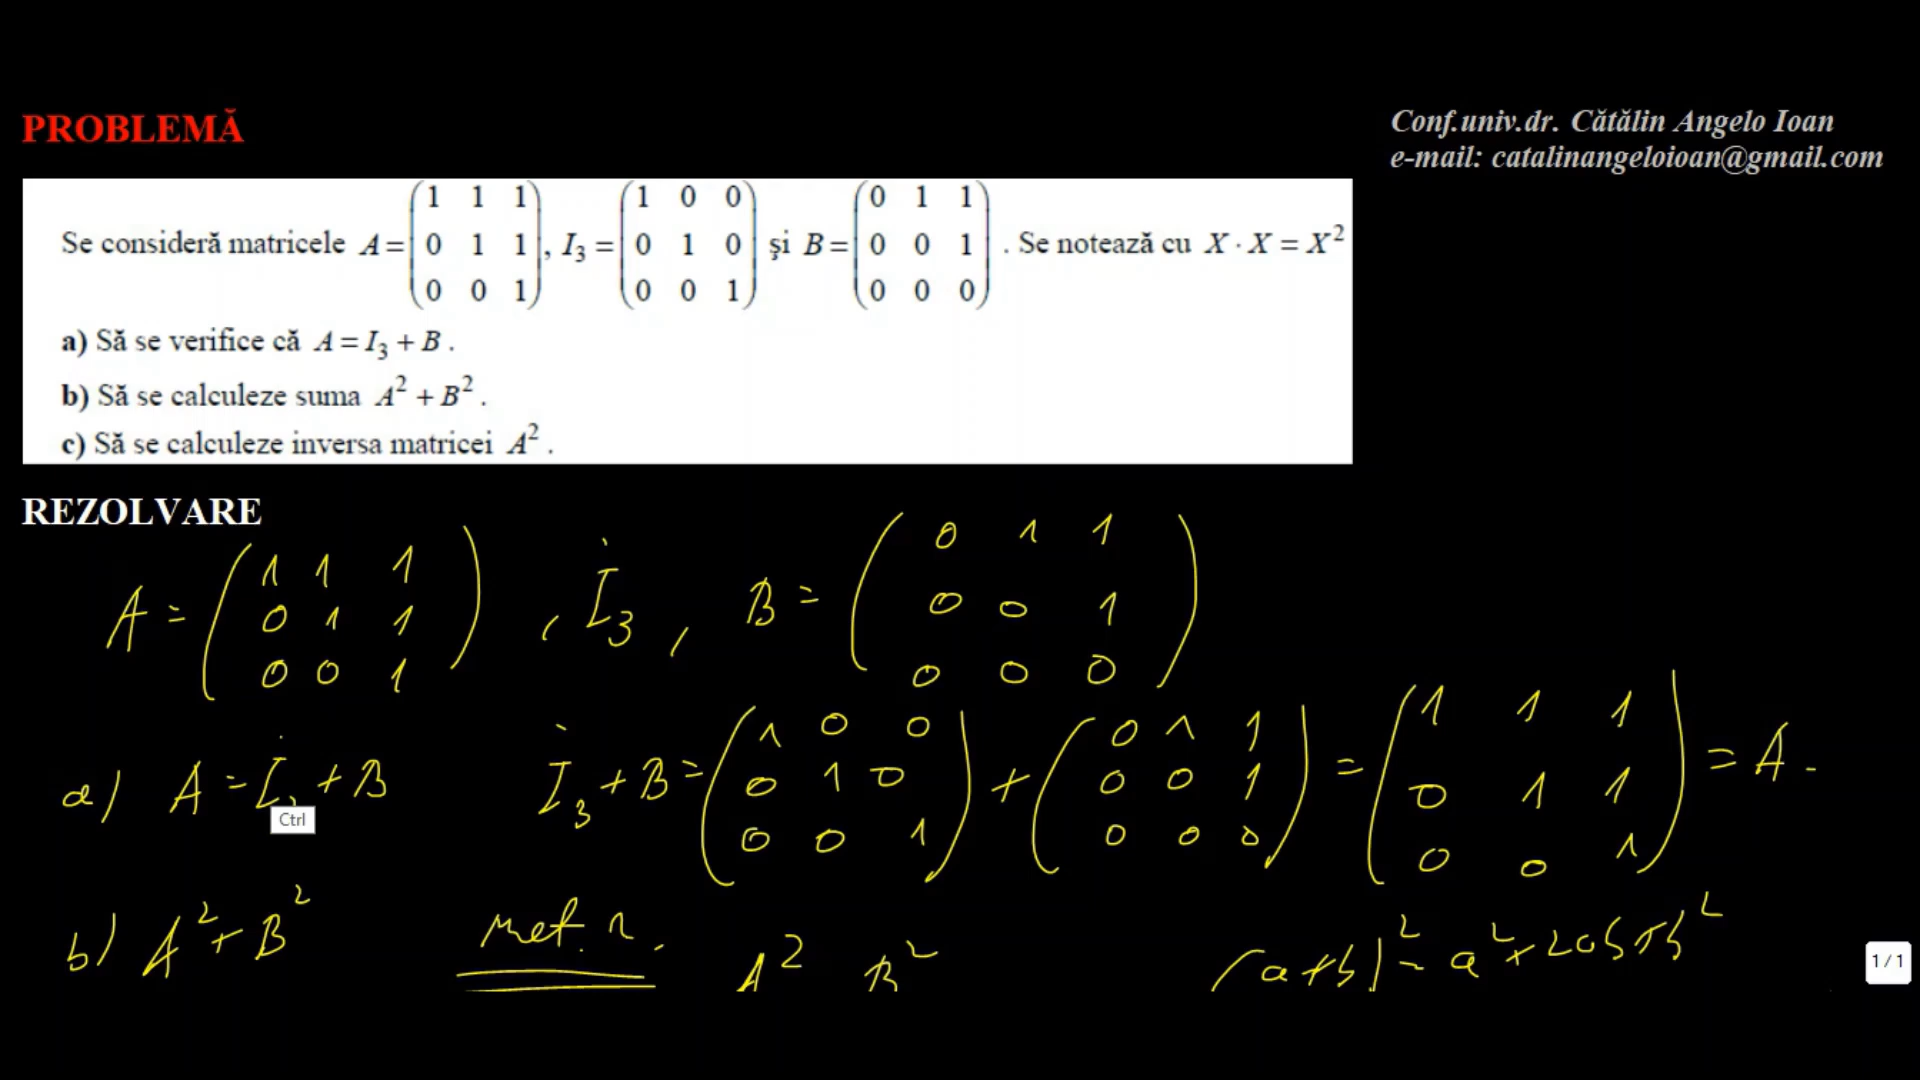 PROBLEMĂ
Conf.univ.dr. Cătălin Angelo Ioan
e-mail: catalinangeloioan@gmail.com
Se consideră matricele A = (1 1 1; 0 1 1; 0 0 1), I₃ = (1 0 0; 0 1 0; 0 0 1) și B = (0 1 1; 0 0 1; 0 0 0). Se notează cu X · X = X²
a) Să se verifice că A = I₃ + B .
b) Să se calculeze suma A² + B² .
c) Să se calculeze inversa matricei A² .
REZOLVARE
A = (1 1 1; 0 1 1; 0 0 1) , I₃ , B = (0 1 1; 0 0 1; 0 0 0)
a) A = I₃ + B I₃ + B = (1 0 0; 0 1 0; 0 0 1) + (0 1 1; 0 0 1; 0 0 0) = (1 1 1; 0 1 1; 0 0 1) = A .
Ctrl
b) A² + B² Met. 1. A² B² (a+b)² = a² + 2ab + b²
1 / 1